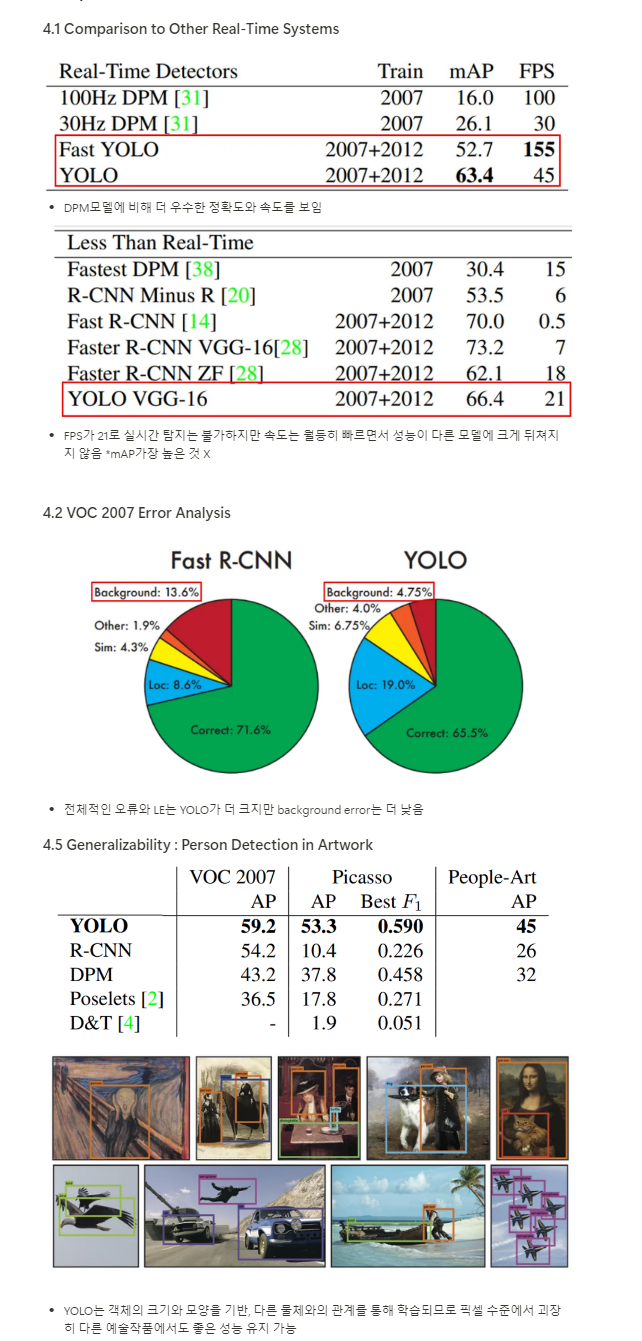 4.1 Comparison to Other Real-Time Systems
Real-Time Detectors Train mAP FPS
100Hz DPM [31] 2007 16.0 100
30Hz DPM [31] 2007 26.1 30
Fast YOLO 2007+2012 52.7 155
YOLO 2007+2012 63.4 45
• DPM모델에 비해 더 우수한 정확도와 속도를 보임
Less Than Real-Time
Fastest DPM [38] 2007 30.4 15
R-CNN Minus R [20] 2007 53.5 6
Fast R-CNN [14] 2007+2012 70.0 0.5
Faster R-CNN VGG-16[28] 2007+2012 73.2 7
Faster R-CNN ZF [28] 2007+2012 62.1 18
YOLO VGG-16 2007+2012 66.4 21
• FPS가 21로 실시간 탐지는 불가하지만 속도는 월등히 빠르면서 성능이 다른 모델에 크게 뒤쳐지
지 않음 *mAP가장 높은 것 X
4.2 VOC 2007 Error Analysis
Fast R-CNN YOLO
Background: 13.6% Background: 4.75%
Other: 1.9% Other: 4.0%
Sim: 4.3% Sim: 6.75%
Loc: 8.6% Loc: 19.0%
Correct: 71.6% Correct: 65.5%
• 전체적인 오류와 LE는 YOLO가 더 크지만 background error는 더 낮음
4.5 Generalizability : Person Detection in Artwork
VOC 2007 Picasso People-Art
AP AP Best F1 AP
YOLO 59.2 53.3 0.590 45
R-CNN 54.2 10.4 0.226 26
DPM 43.2 37.8 0.458 32
Poselets [2] 36.5 17.8 0.271
D&T [4] - 1.9 0.051
• YOLO는 객체의 크기와 모양을 기반, 다른 물체와의 관계를 통해 학습되므로 픽셀 수준에서 굉장
히 다른 예술작품에서도 좋은 성능 유지 가능